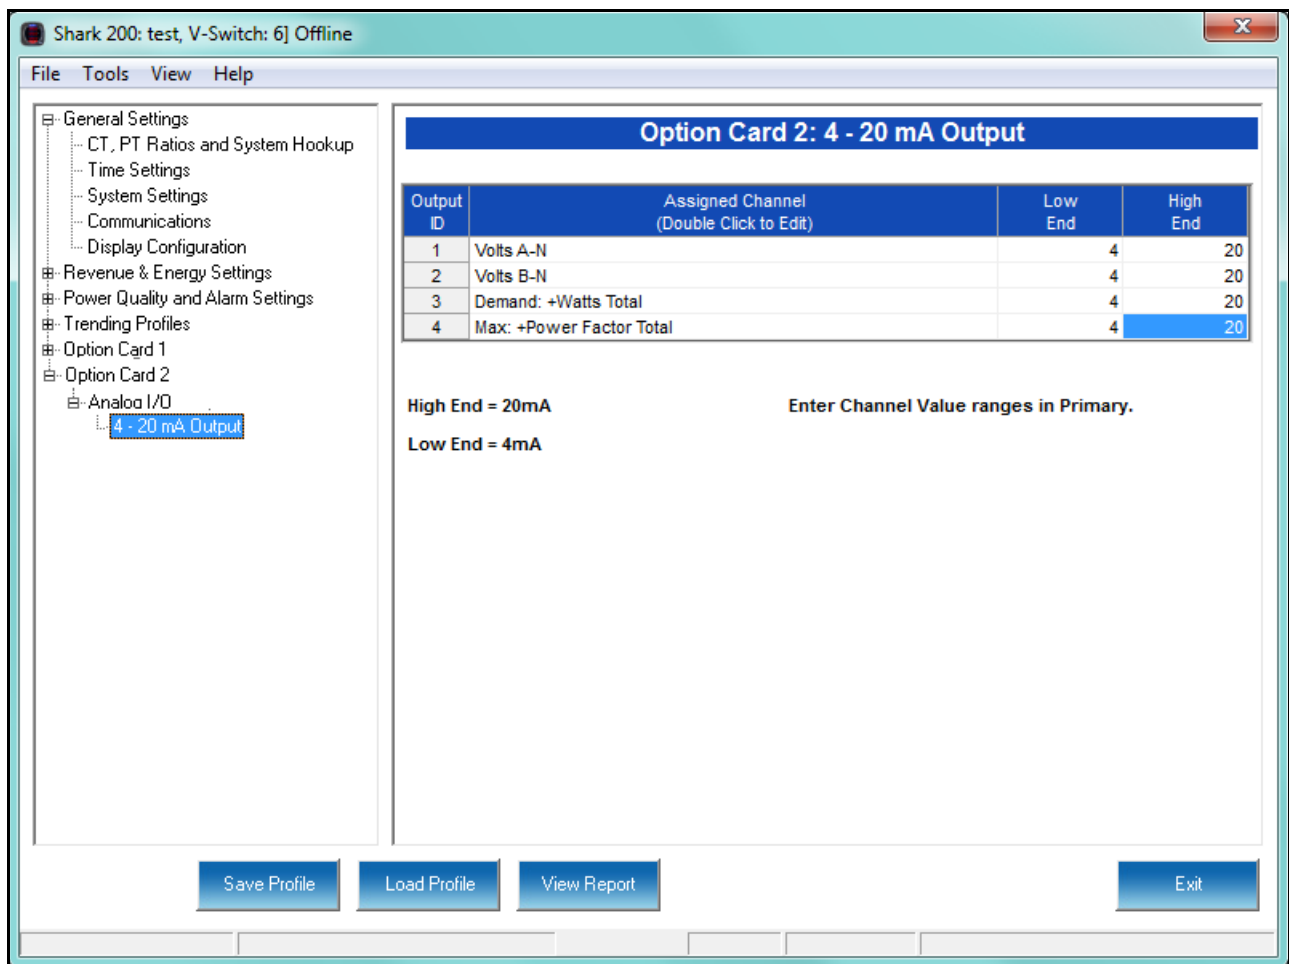 Shark 200: test, V-Switch: 6] Offline
File Tools View Help
General Settings
CT, PT Ratios and System Hookup
Time Settings
System Settings
Communications
Display Configuration
Revenue & Energy Settings
Power Quality and Alarm Settings
Trending Profiles
Option Card 1
Option Card 2
Analog I/O
4 - 20 mA Output
Option Card 2: 4 - 20 mA Output
Output ID Assigned Channel (Double Click to Edit) Low End High End
1 Volts A-N 4 20
2 Volts B-N 4 20
3 Demand: +Watts Total 4 20
4 Max: +Power Factor Total 4 20
High End = 20mA Enter Channel Value ranges in Primary.
Low End = 4mA
Save Profile Load Profile View Report Exit